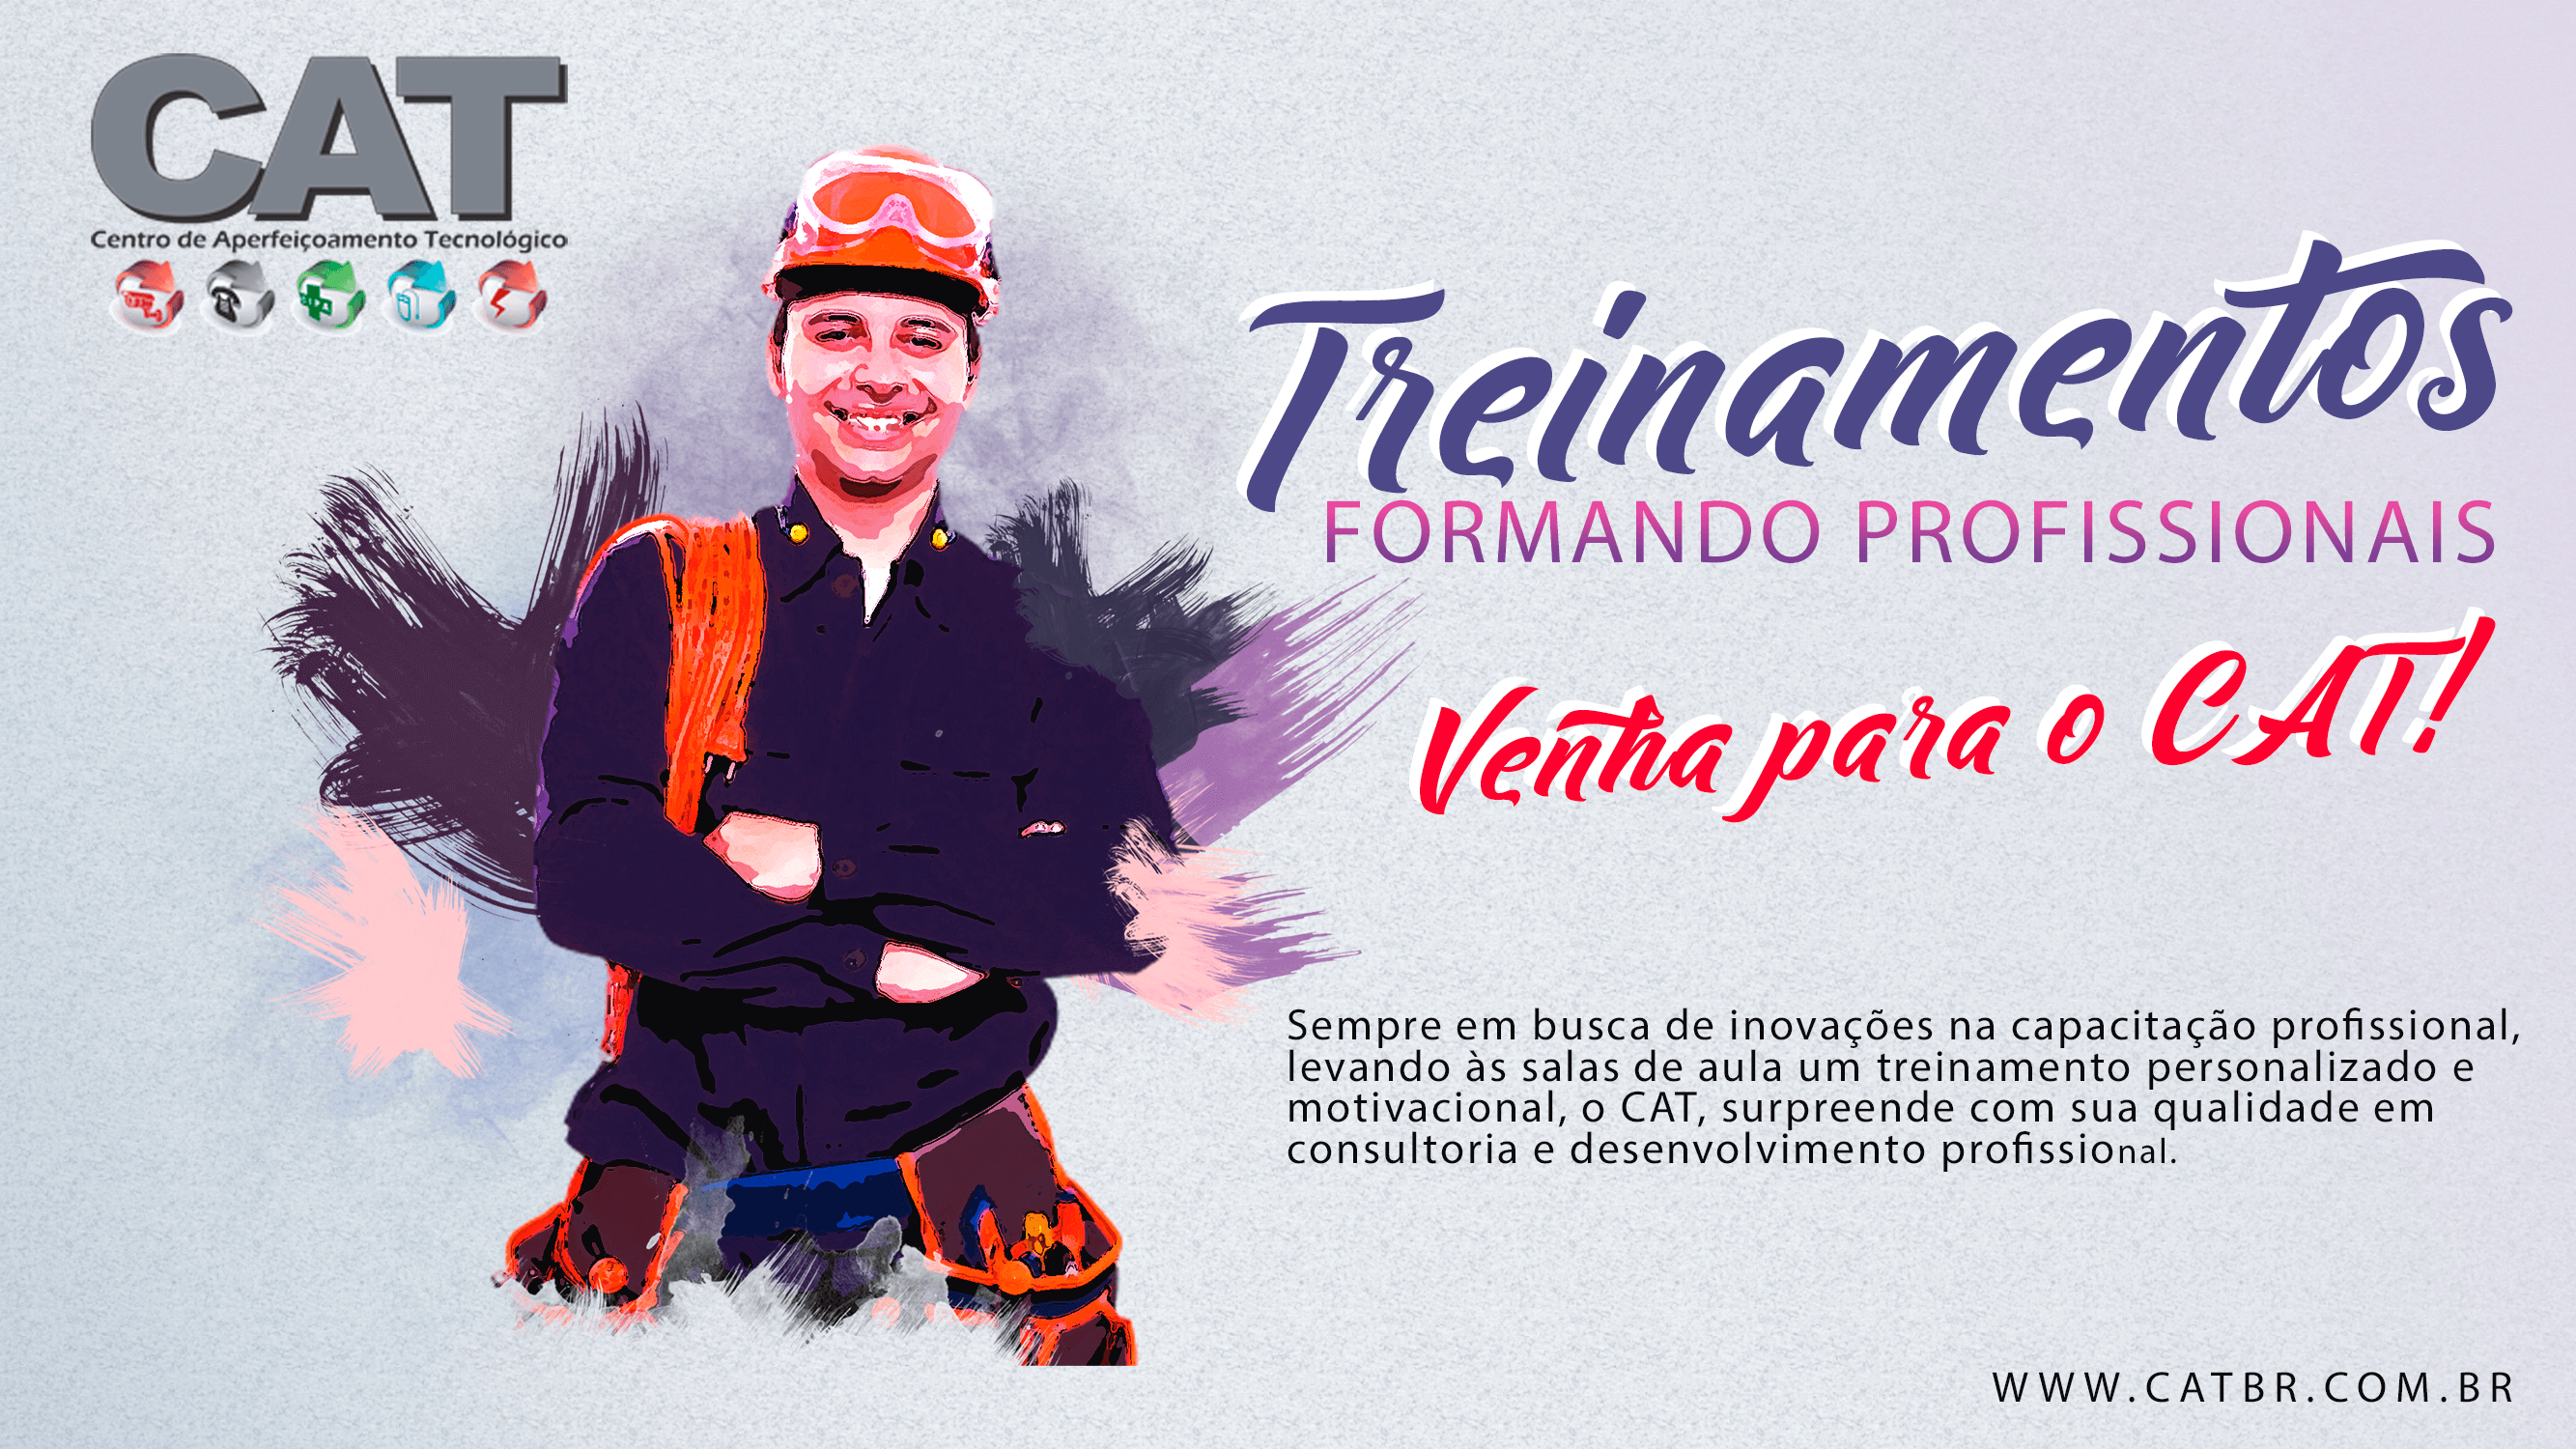 CAT
Centro de Aperfeiçoamento Tecnológico
CIPA
Treinamentos
FORMANDO PROFISSIONAIS
Venha para o CAT!
Sempre em busca de inovações na capacitação profissional,
levando às salas de aula um treinamento personalizado e
motivacional, o CAT, surpreende com sua qualidade em
consultoria e desenvolvimento profissional.
WWW.CATBR.COM.BR